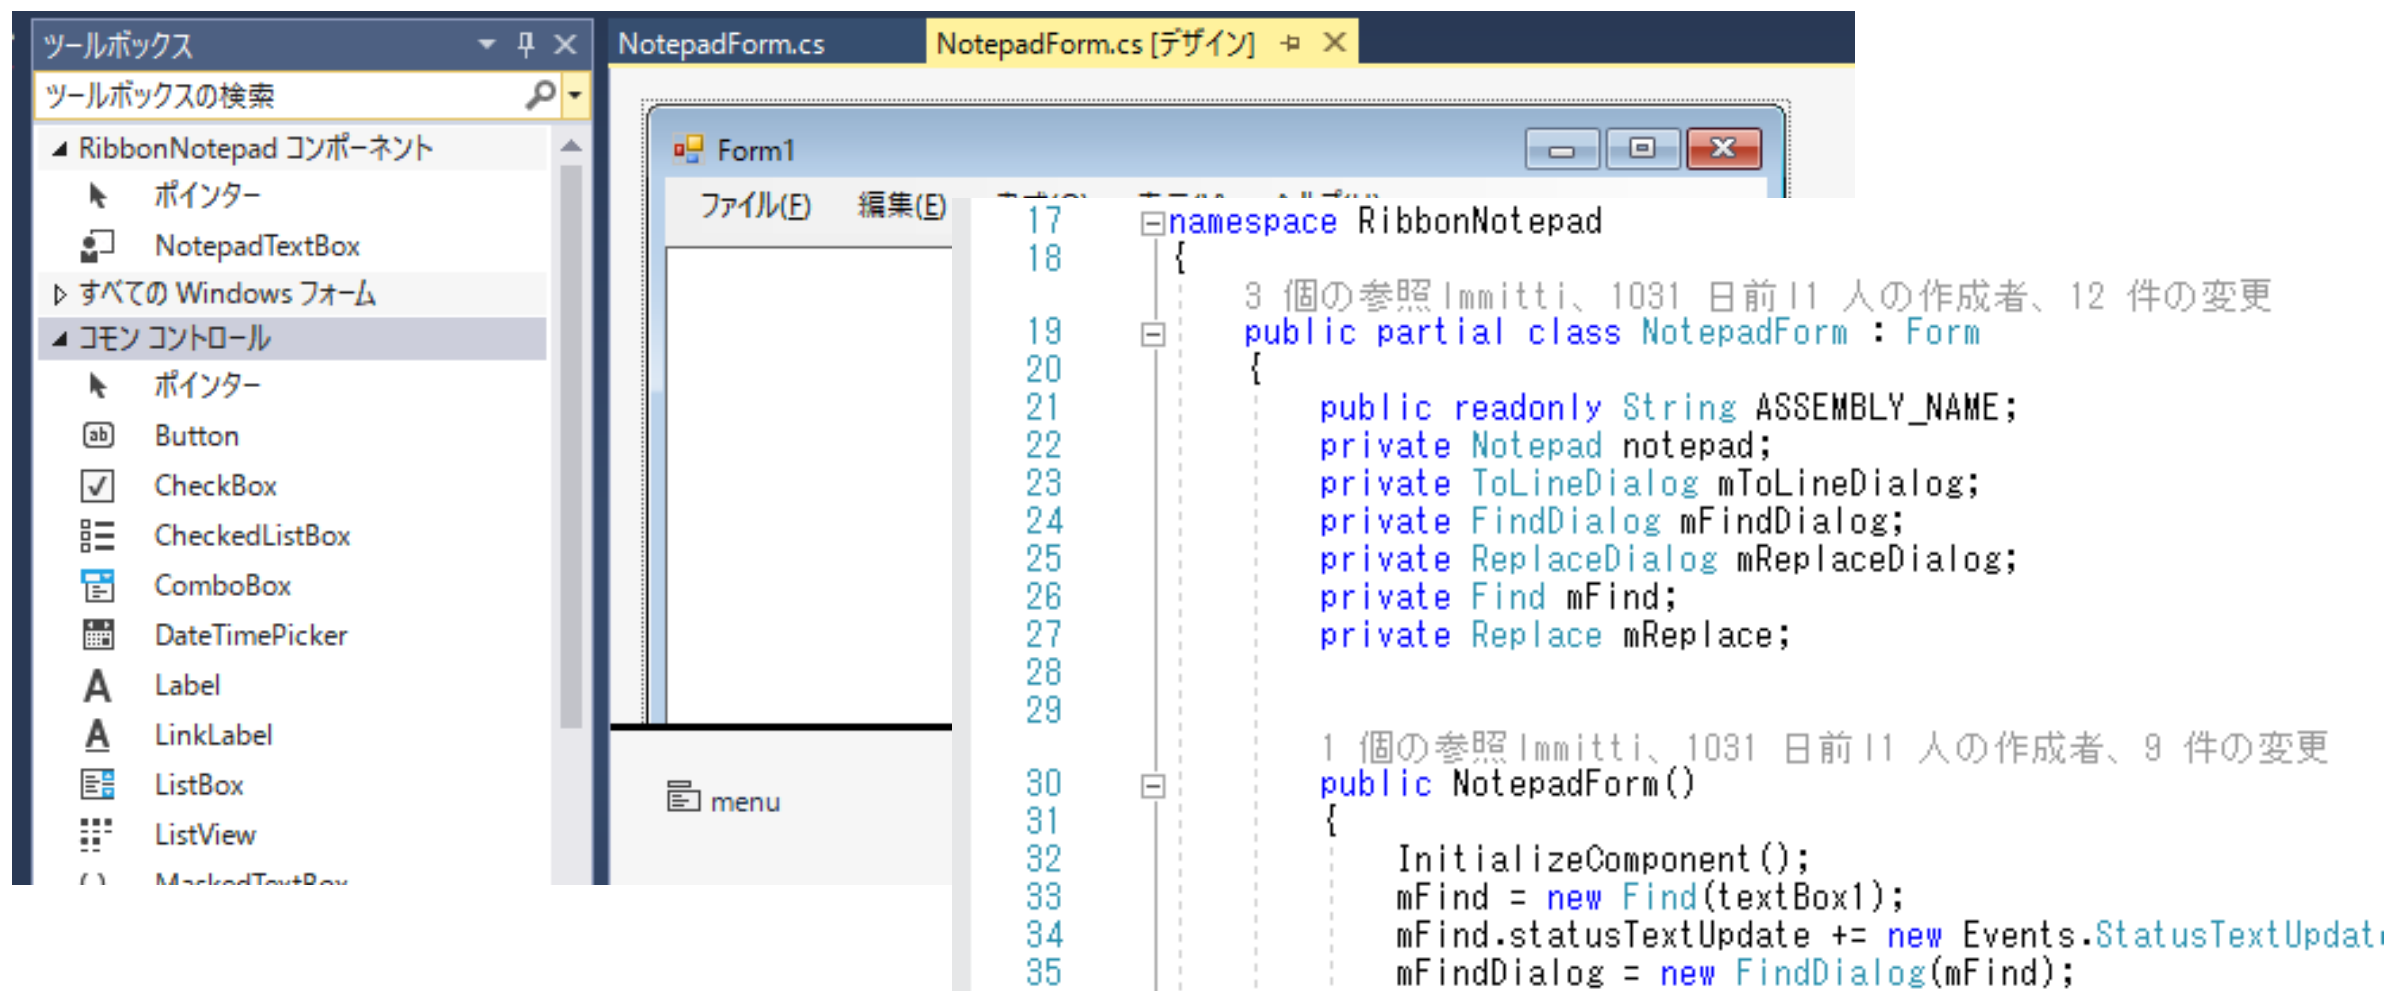 ツールボックス
ツールボックスの検索
RibbonNotepad コンポーネント
ポインター
NotepadTextBox
すべての Windows フォーム
コモン コントロール
ポインター
Button
CheckBox
CheckedListBox
ComboBox
DateTimePicker
Label
LinkLabel
ListBox
ListView
MaskedTextBox
NotepadForm.cs
NotepadForm.cs [デザイン]
Form1
ファイル(F) 編集(E)
menu
17 namespace RibbonNotepad
18 {
3 個の参照|mmitti、1031 日前|1 人の作成者、12 件の変更
19 public partial class NotepadForm : Form
20 {
21 public readonly String ASSEMBLY_NAME;
22 private Notepad notepad;
23 private ToLineDialog mToLineDialog;
24 private FindDialog mFindDialog;
25 private ReplaceDialog mReplaceDialog;
26 private Find mFind;
27 private Replace mReplace;
28
29
1 個の参照|mmitti、1031 日前|1 人の作成者、9 件の変更
30 public NotepadForm()
31 {
32 InitializeComponent();
33 mFind = new Find(textBox1);
34 mFind.statusTextUpdate += new Events.StatusTextUpdat
35 mFindDialog = new FindDialog(mFind);